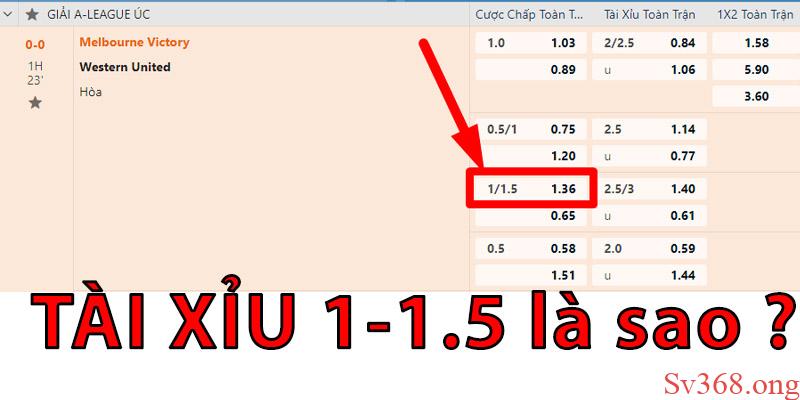 GIẢI A-LEAGUE ÚC Cược Chấp Toàn T... Tài Xỉu Toàn Trận 1X2 Toàn Trận
0-0 Melbourne Victory 1.0 1.03 2/2.5 0.84 1.58
1H Western United 0.89 u 1.06 5.90
23' Hòa 3.60
0.5/1 0.75 2.5 1.14
1.20 u 0.77
1/1.5 1.36 2.5/3 1.40
0.65 u 0.61
0.5 0.58 2.0 0.59
1.51 u 1.44
TÀI XỈU 1-1.5 là sao ?
Sv368.ong